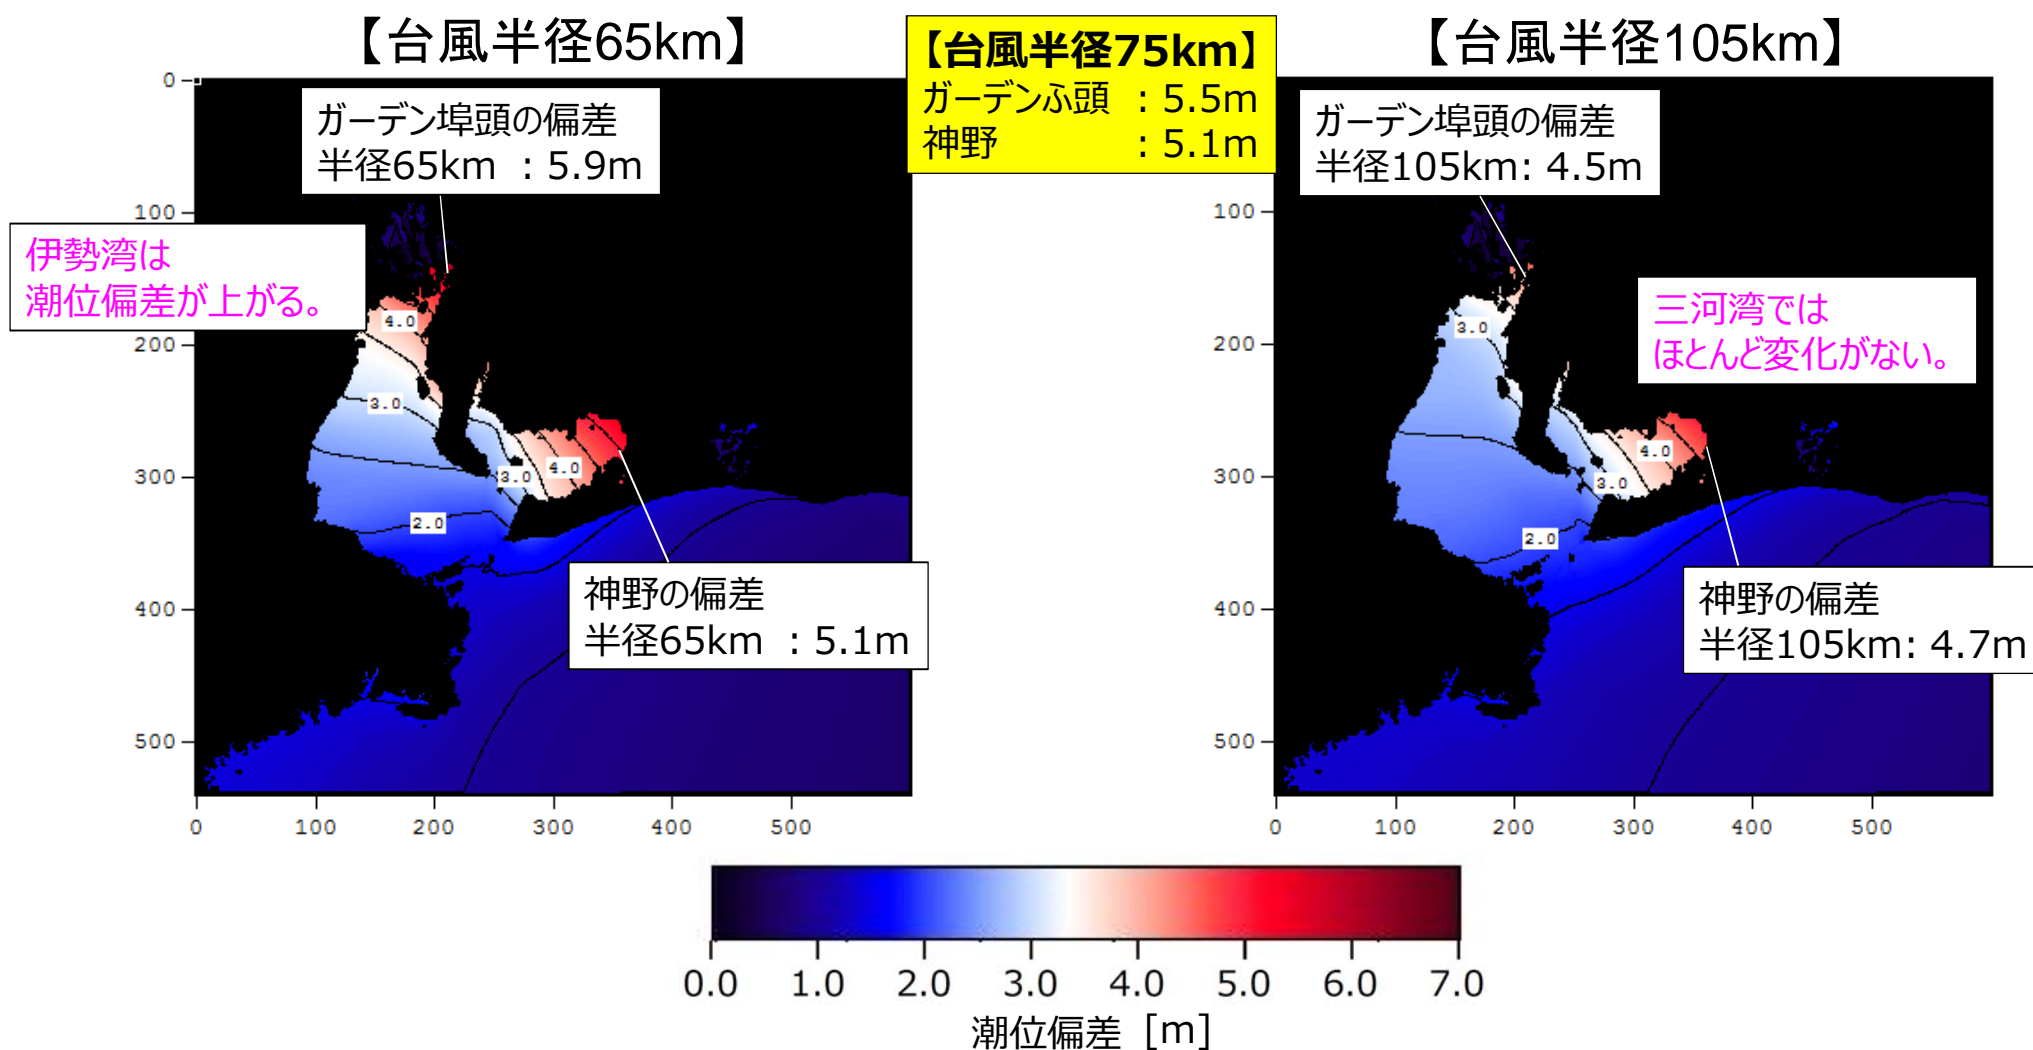 【台風半径65km】
【台風半径75km】
ガーデンふ頭 : 5.5m
神野 : 5.1m
【台風半径105km】
ガーデン埠頭の偏差
半径65km : 5.9m
伊勢湾は
潮位偏差が上がる。
神野の偏差
半径65km : 5.1m
0
100
200
300
400
500
4.0
3.0
3.0
4.0
2.0
0
100
200
300
400
500
ガーデン埠頭の偏差
半径105km: 4.5m
三河湾では
ほとんど変化がない。
神野の偏差
半径105km: 4.7m
100
200
300
400
500
3.0
4.0
3.0
2.0
0
100
200
300
400
500
0.0 1.0 2.0 3.0 4.0 5.0 6.0 7.0
潮位偏差 [m]